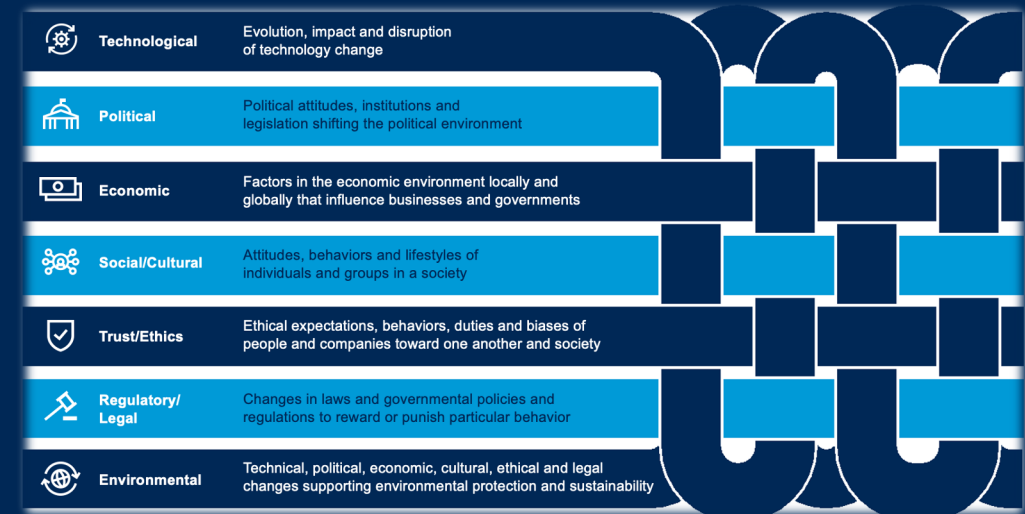 Technological
Evolution, impact and disruption
of technology change
Political
Political attitudes, institutions and
legislation shifting the political environment
Economic
Factors in the economic environment locally and
globally that influence businesses and governments
Social/Cultural
Attitudes, behaviors and lifestyles of
individuals and groups in a society
Trust/Ethics
Ethical expectations, behaviors, duties and biases of
people and companies toward one another and society
Regulatory/
Legal
Changes in laws and governmental policies and
regulations to reward or punish particular behavior
Environmental
Technical, political, economic, cultural, ethical and legal
changes supporting environmental protection and sustainability